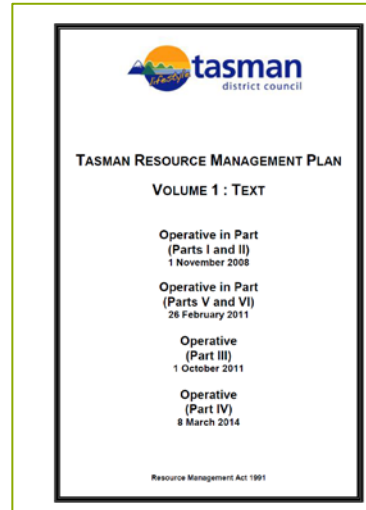 lifestyle
tasman
district council
TASMAN RESOURCE MANAGEMENT PLAN
VOLUME 1 : TEXT
Operative in Part
(Parts I and II)
1 November 2008
Operative in Part
(Parts V and VI)
26 February 2011
Operative
(Part III)
1 October 2011
Operative
(Part IV)
8 March 2014
Resource Management Act 1991